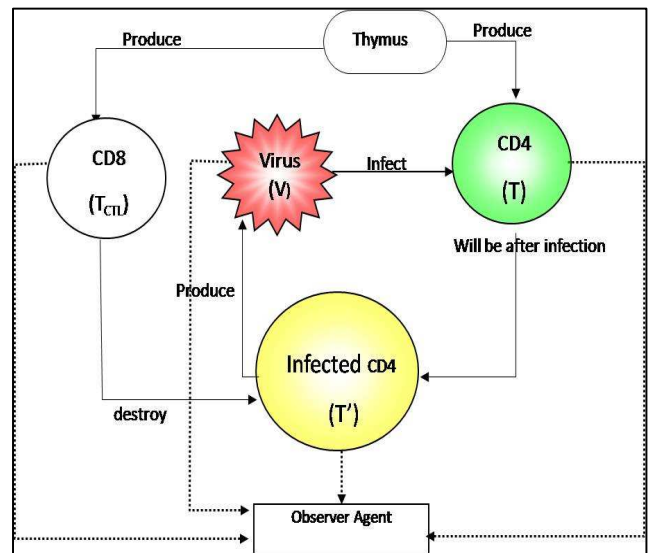 Produce
Thymus
Produce
CD8
(TCTL)
Virus
(V)
Infect
CD4
(T)
Will be after infection
Produce
Infected CD4
(T’)
destroy
Observer Agent